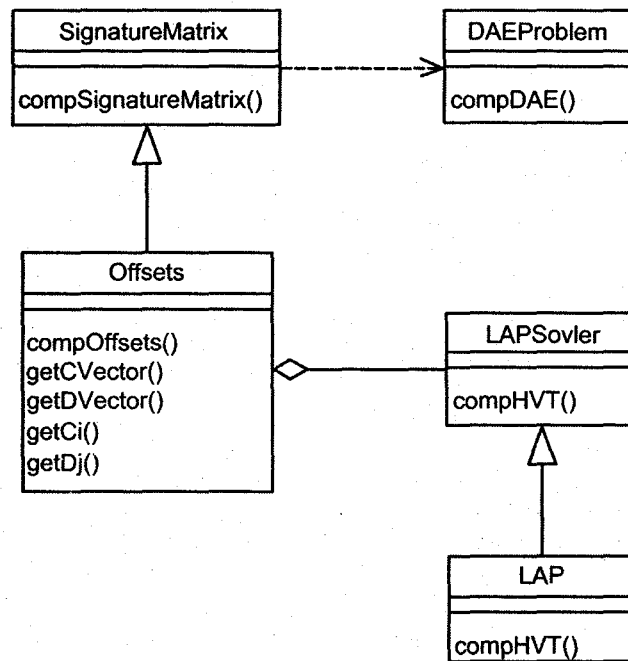 SignatureMatrix
compSignatureMatrix()
DAEProblem
compDAE()
Offsets
compOffsets()
getCVector()
getDVector()
getCi()
getDj()
LAPSovler
compHVT()
LAP
compHVT()